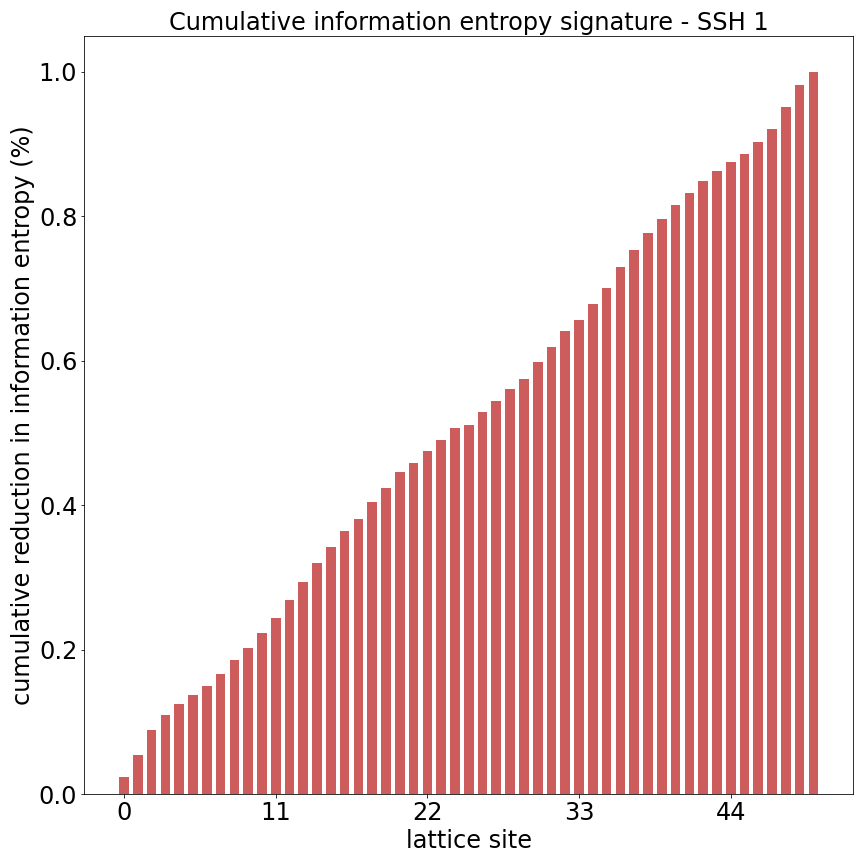 Cumulative information entropy signature - SSH 1
cumulative reduction in information entropy (%)
1.0
0.8
0.6
0.4
0.2
0.0
0 11 22 33 44
lattice site